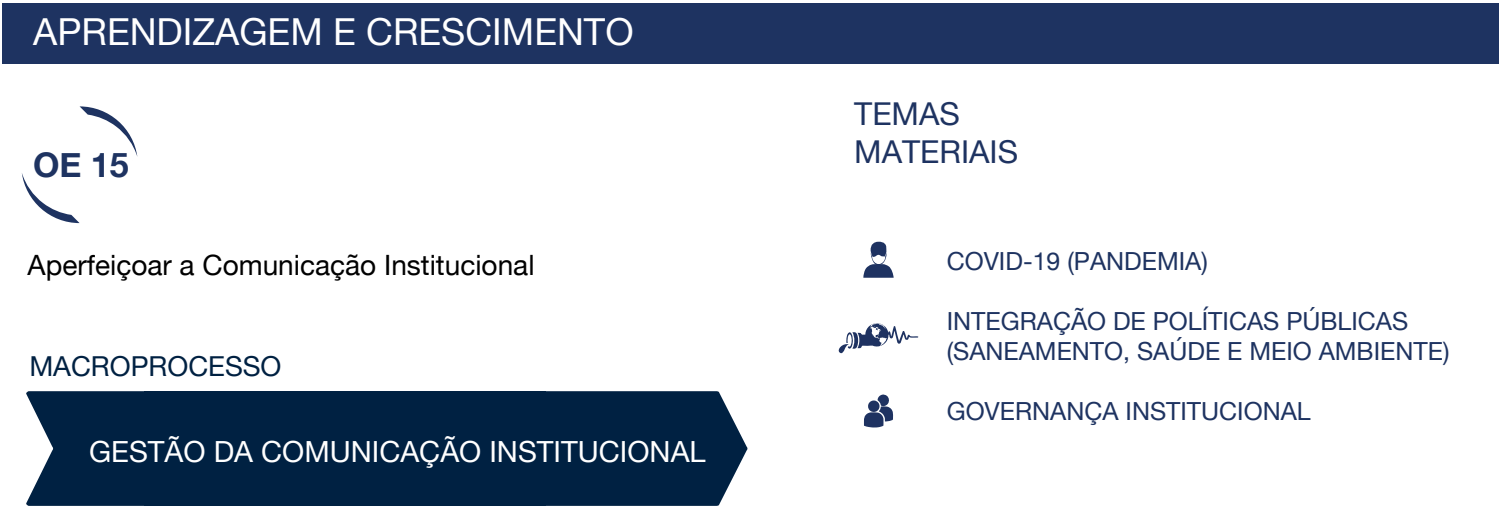 APRENDIZAGEM E CRESCIMENTO
OE 15
Aperfeiçoar a Comunicação Institucional
MACROPROCESSO
GESTÃO DA COMUNICAÇÃO INSTITUCIONAL
TEMAS
MATERIAIS
COVID-19 (PANDEMIA)
INTEGRAÇÃO DE POLÍTICAS PÚBLICAS
(SANEAMENTO, SAÚDE E MEIO AMBIENTE)
GOVERNANÇA INSTITUCIONAL